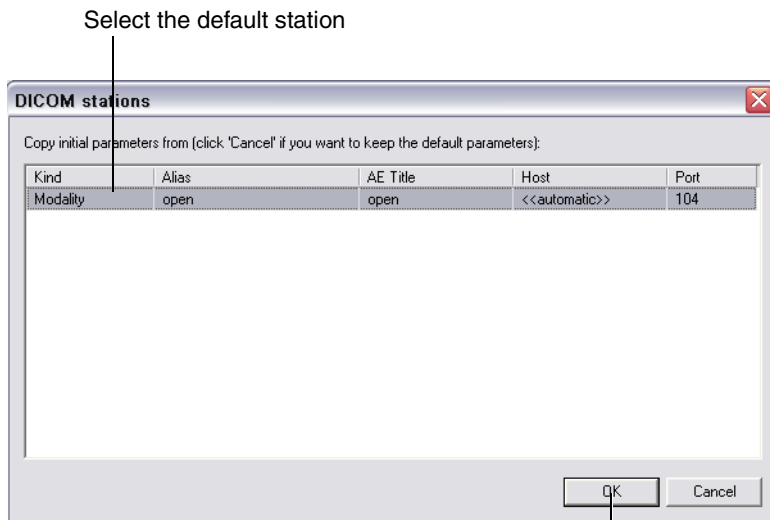 Select the default station
DICOM stations
Copy initial parameters from (click 'Cancel' if you want to keep the default parameters):
Kind Alias AE Title Host Port
Modality open open <<automatic>> 104
OK Cancel